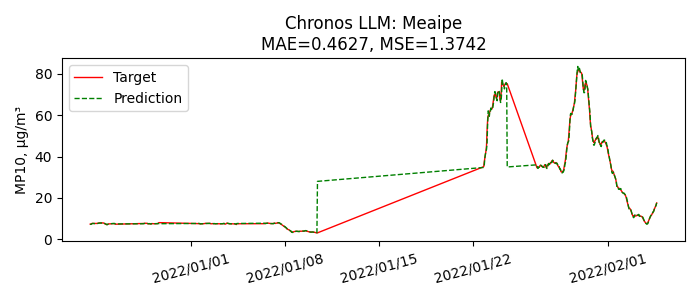 Chronos LLM: Meaipe
MAE=0.4627, MSE=1.3742
Target
Prediction
MP10, µg/m³
80
60
40
20
0
2022/01/01
2022/01/08
2022/01/15
2022/01/22
2022/02/01